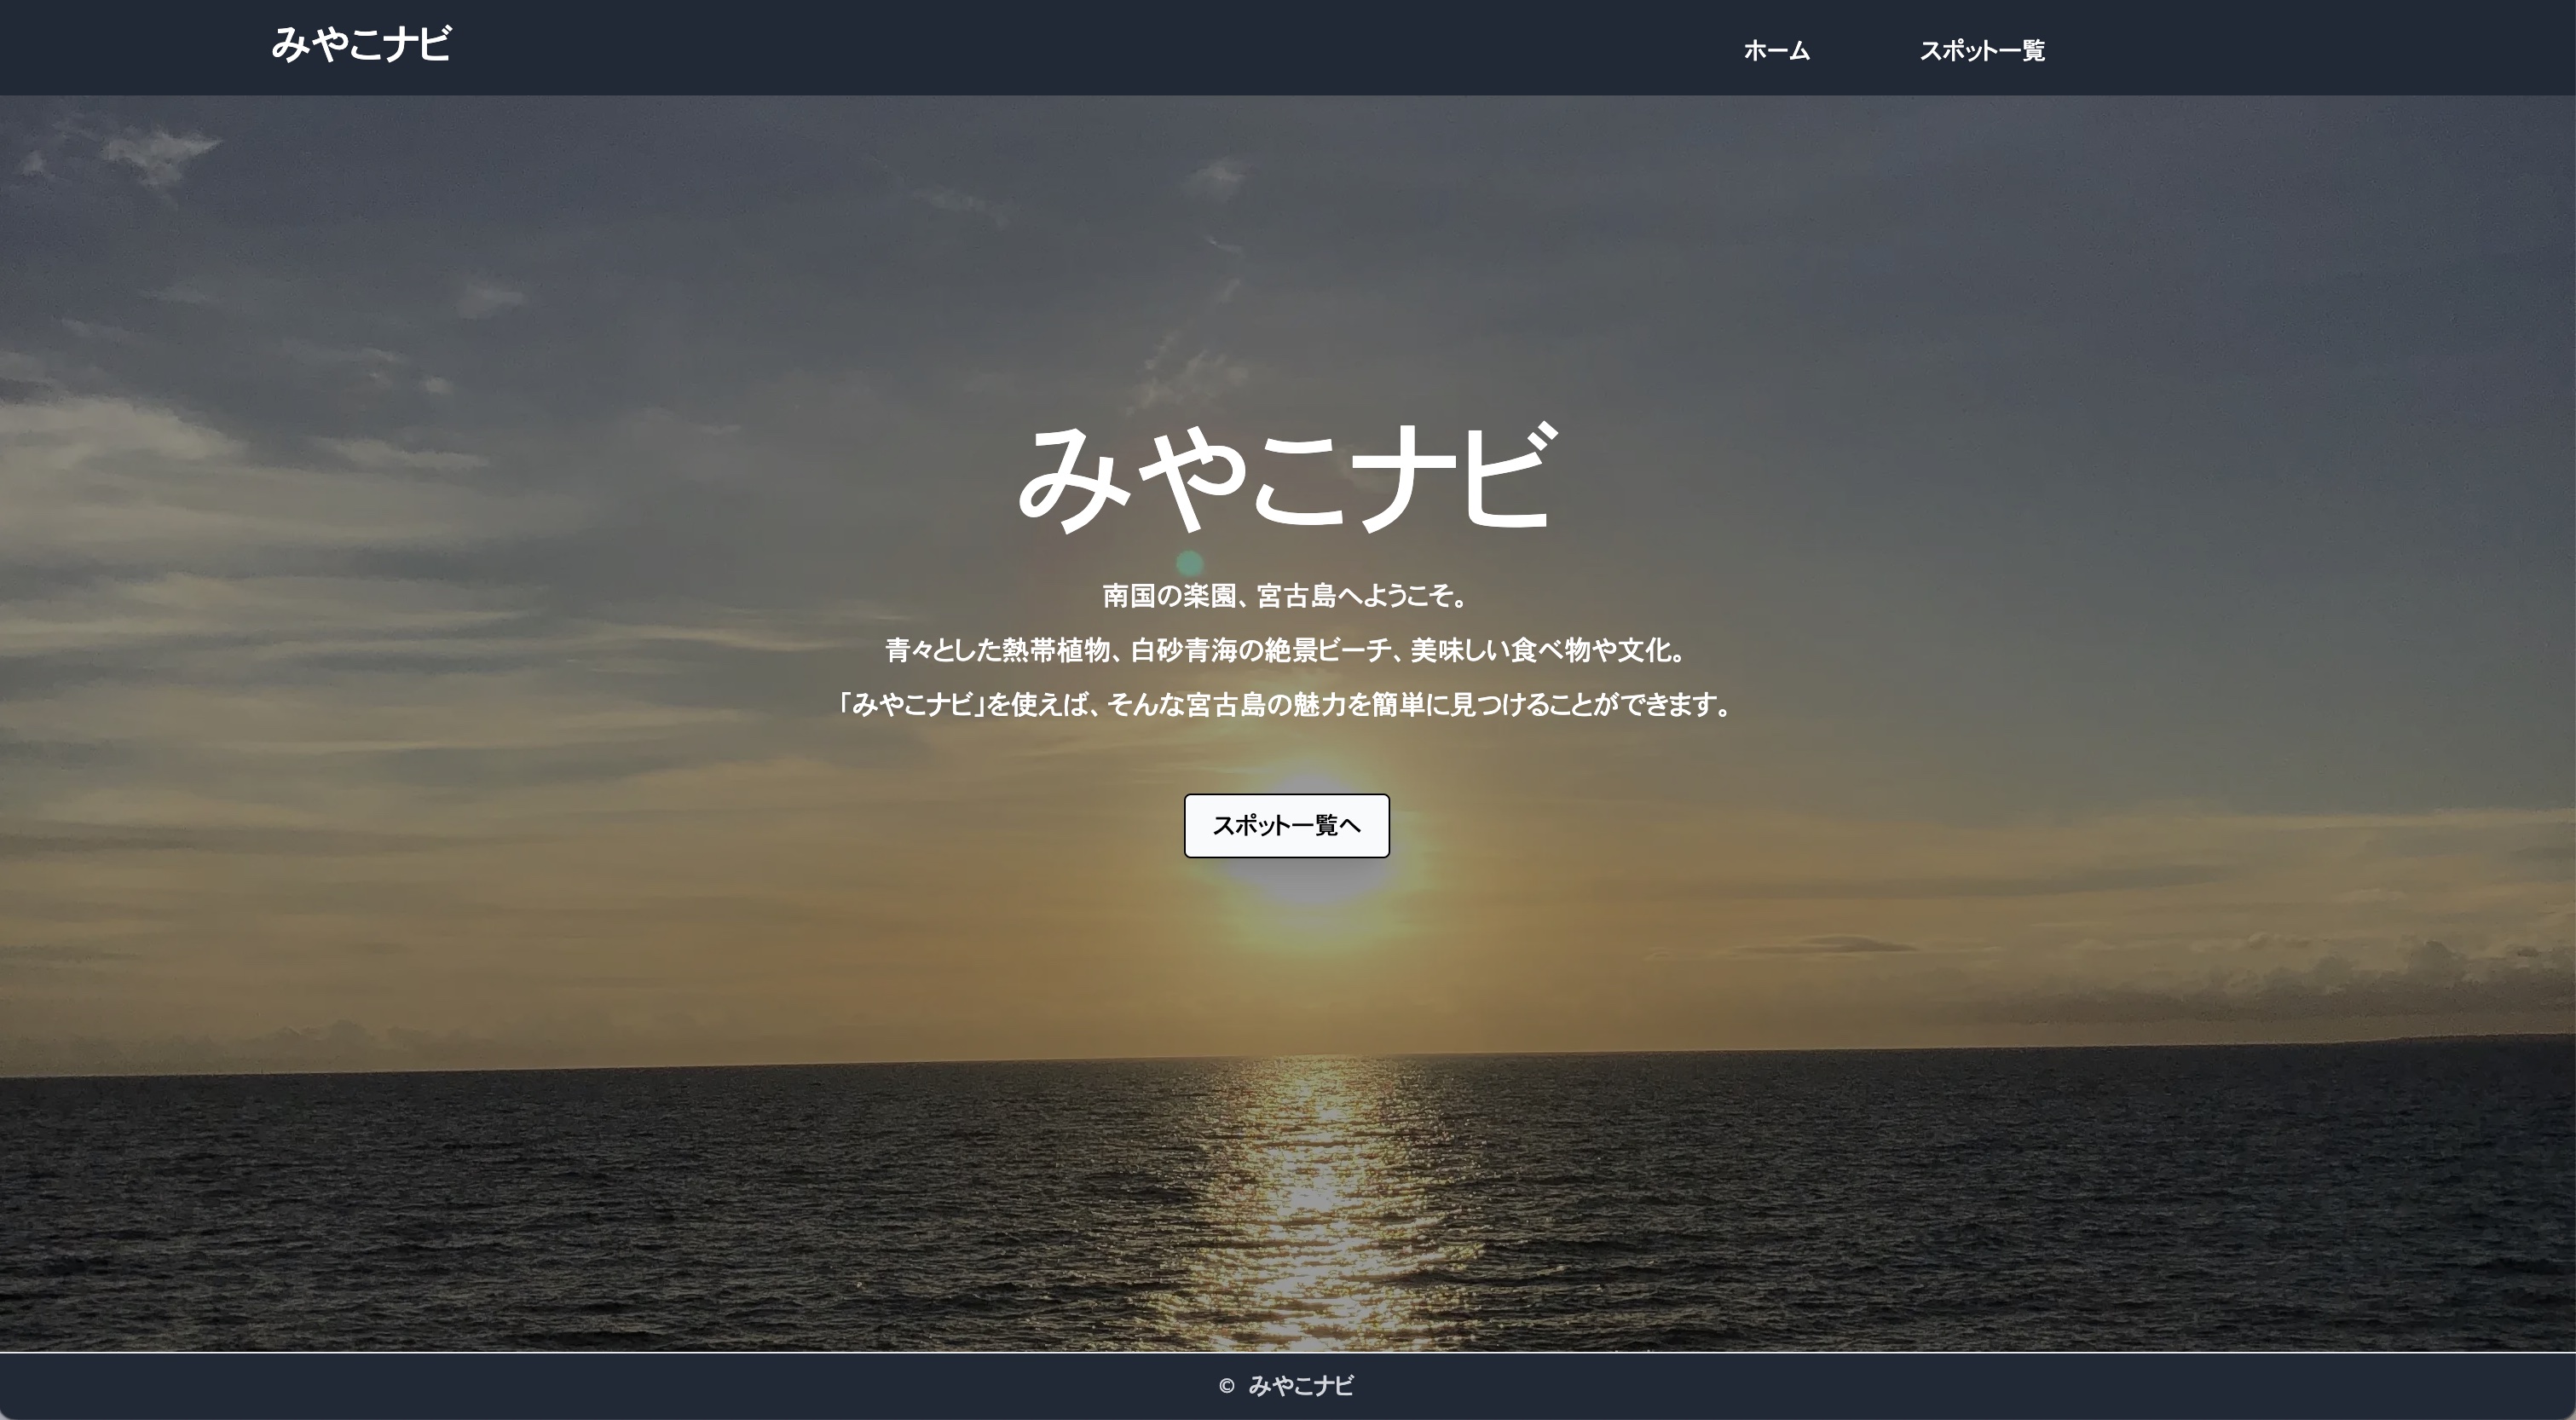 みやこナビ
ホーム
スポット一覧
みやこナビ
南国の楽園、宮古島へようこそ。
青々とした熱帯植物、白砂青海の絶景ビーチ、美味しい食べ物や文化。
「みやこナビ」を使えば、そんな宮古島の魅力を簡単に見つけることができます。
スポット一覧へ
© みやこナビ